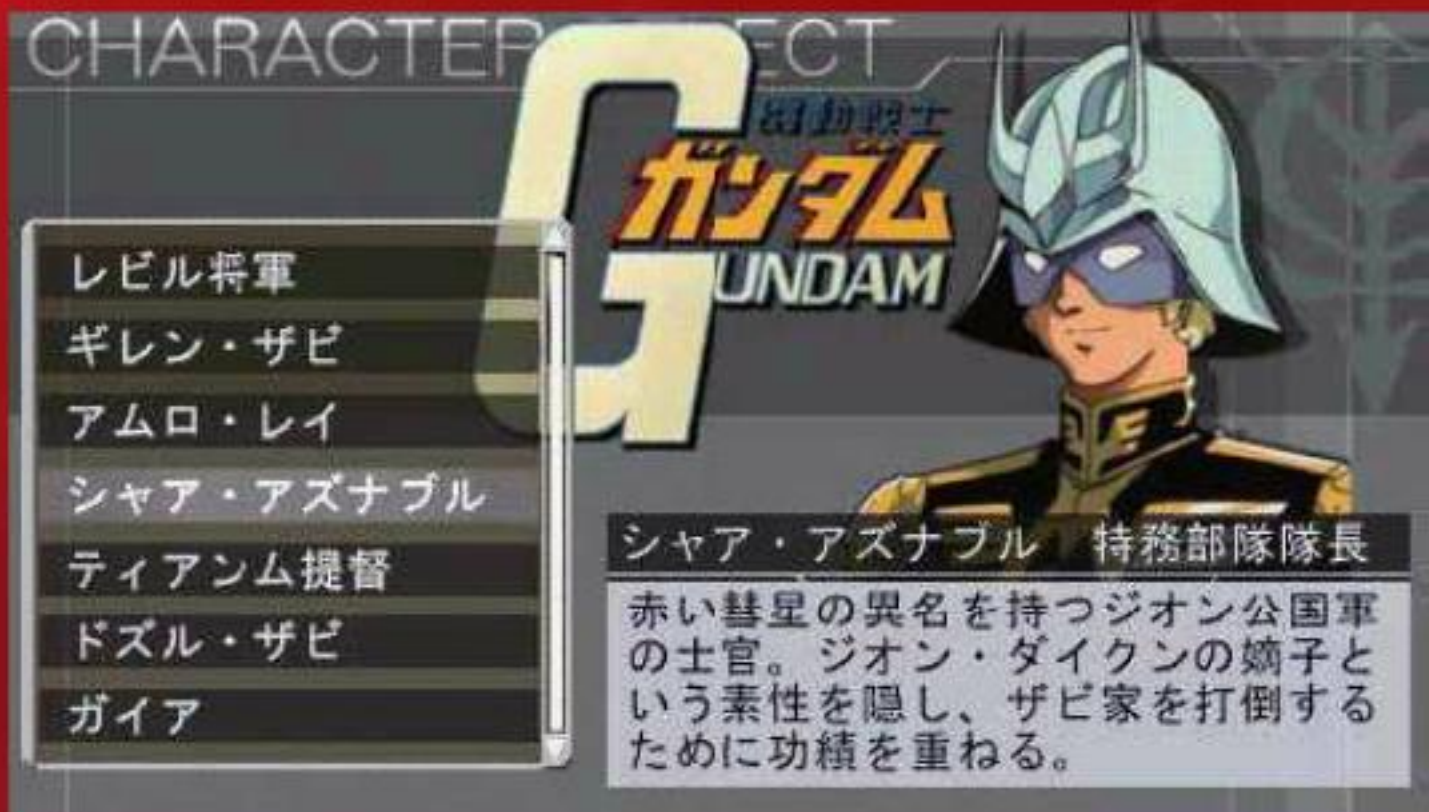 CHARACTER ECT
機動戦士
ガンダム
GUNDAM
レビル将軍
ギレン・ザビ
アムロ・レイ
シャア・アズナブル
ティアンム提督
ドズル・ザビ
ガイア
シャア・アズナブル 特務部隊隊長
赤い彗星の異名を持つジオン公国軍
の士官。ジオン・ダイクンの嫡子と
いう素性を隠し、ザビ家を打倒する
ために功績を重ねる。